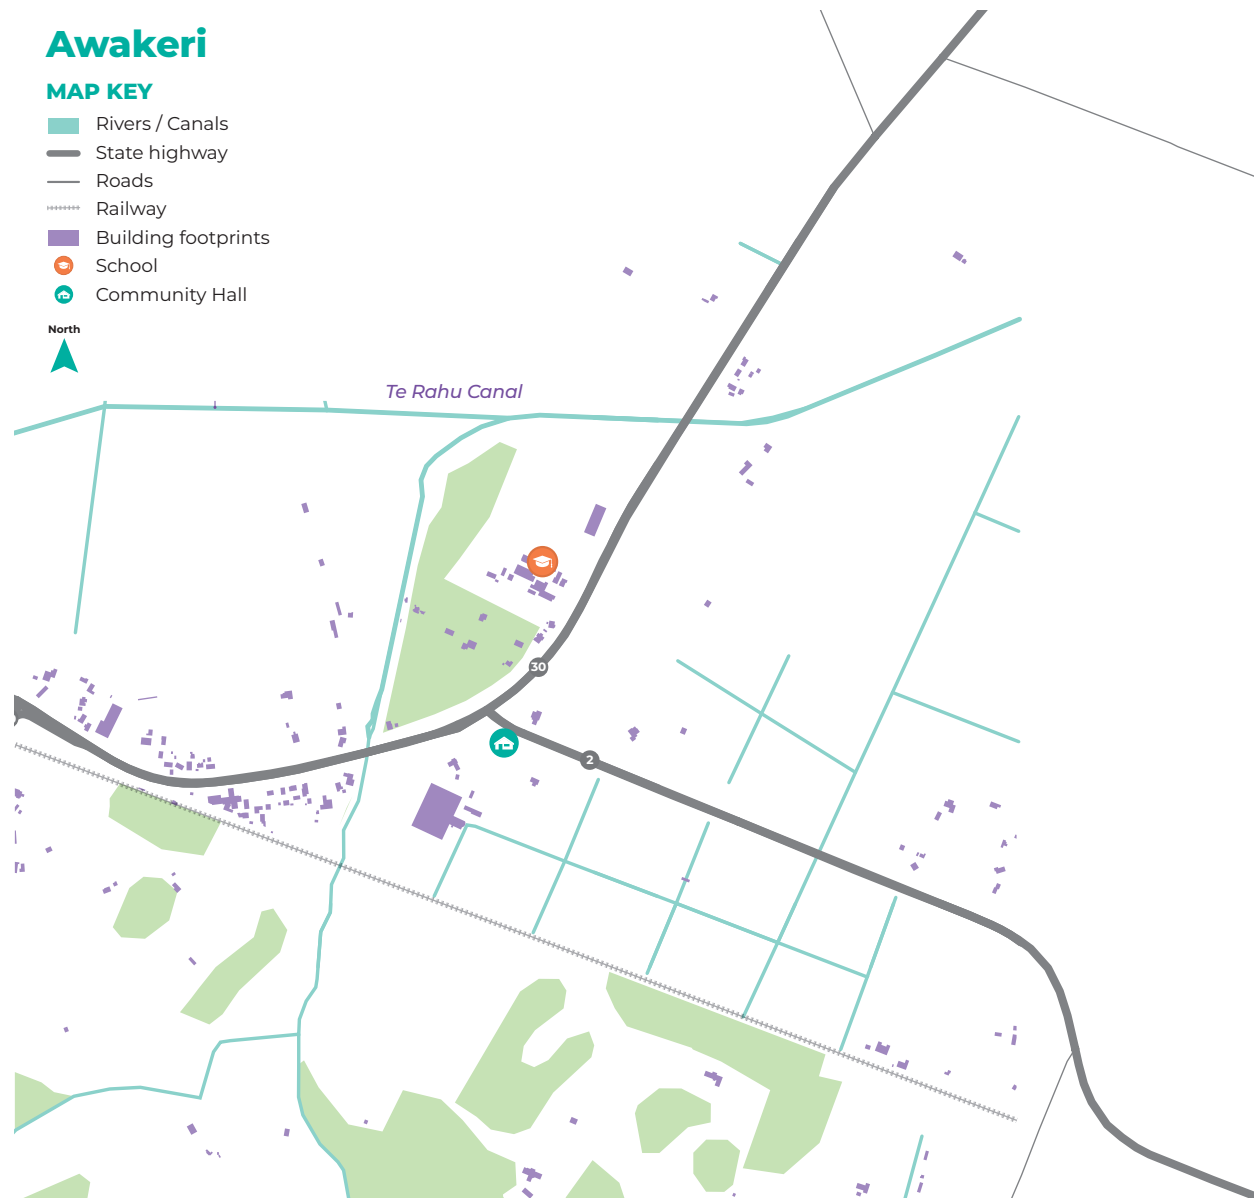 Awakeri
MAP KEY
Rivers / Canals
State highway
Roads
Railway
Building footprints
School
Community Hall
North
Te Rahu Canal
30
2